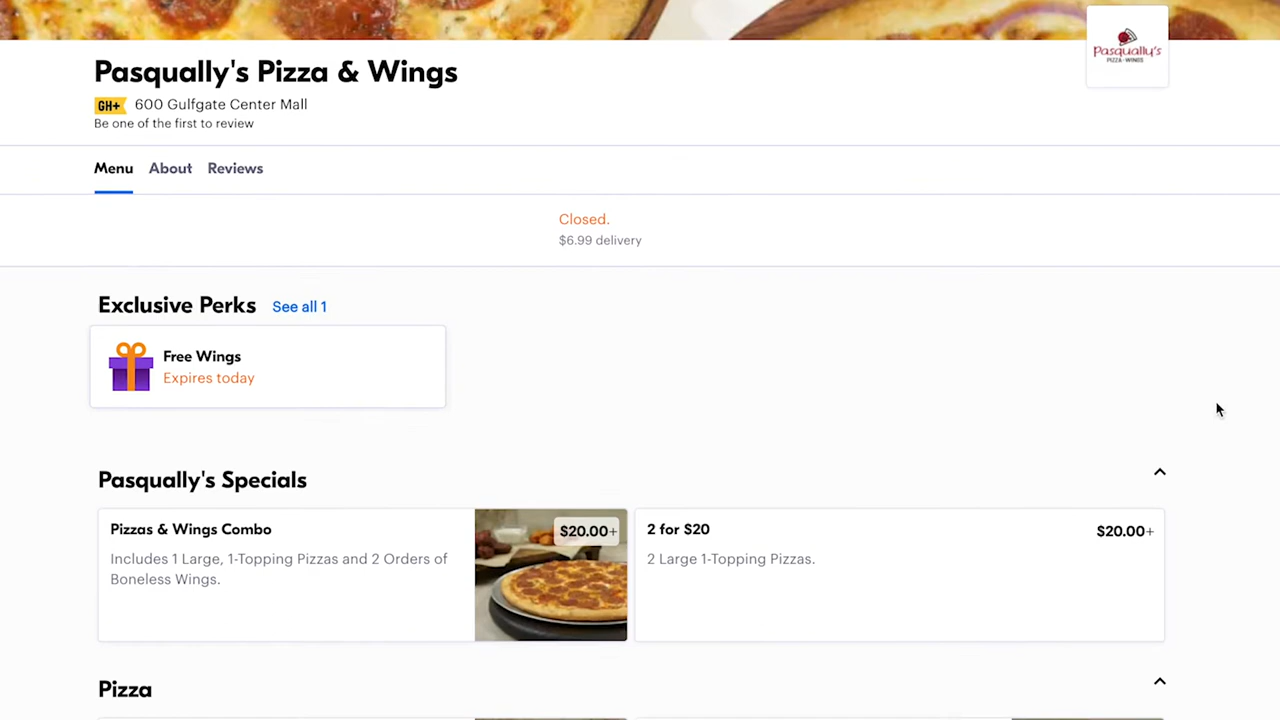 Pasqually's
PIZZA & WINGS
Pasqually's Pizza & Wings
GH+ 600 Gulfgate Center Mall
Be one of the first to review
Menu About Reviews
Closed.
$6.99 delivery
Exclusive Perks See all 1
Free Wings
Expires today
Pasqually's Specials
Pizzas & Wings Combo
$20.00+
Includes 1 Large, 1-Topping Pizzas and 2 Orders of
Boneless Wings.
2 for $20
$20.00+
2 Large 1-Topping Pizzas.
Pizza